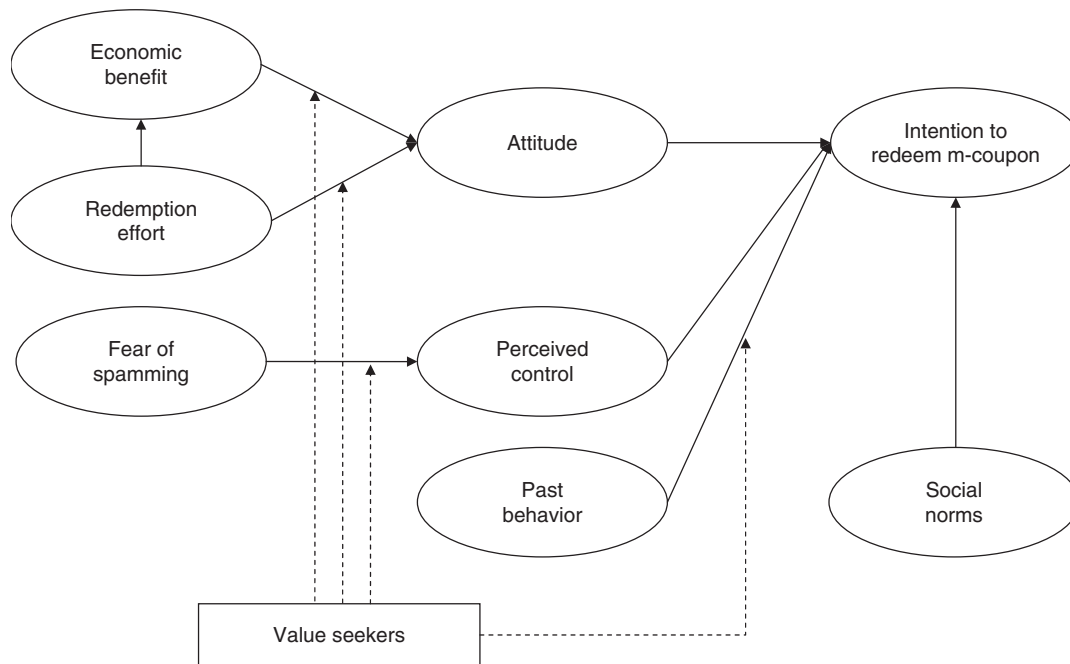 Economic
benefit
Attitude
Intention to
redeem m-coupon
Redemption
effort
Fear of
spamming
Perceived
control
Past
behavior
Social
norms
Value seekers